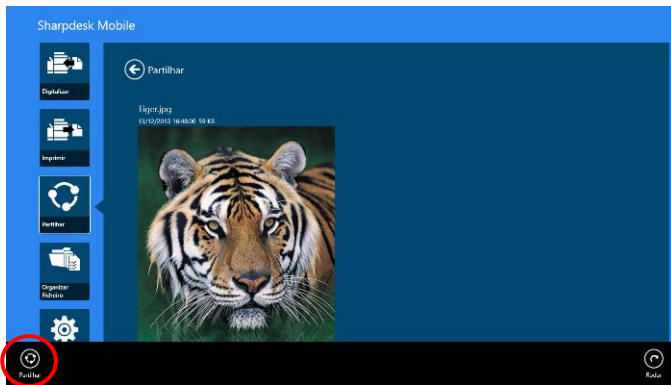 Sharpdesk Mobile
Digitalizar
Imprimir
Partilhar
Organizar
Ficheiro
Partilhar
Tiger.jpg
13/12/2013 16:48:36 59 KB
Partilhar
Rodar